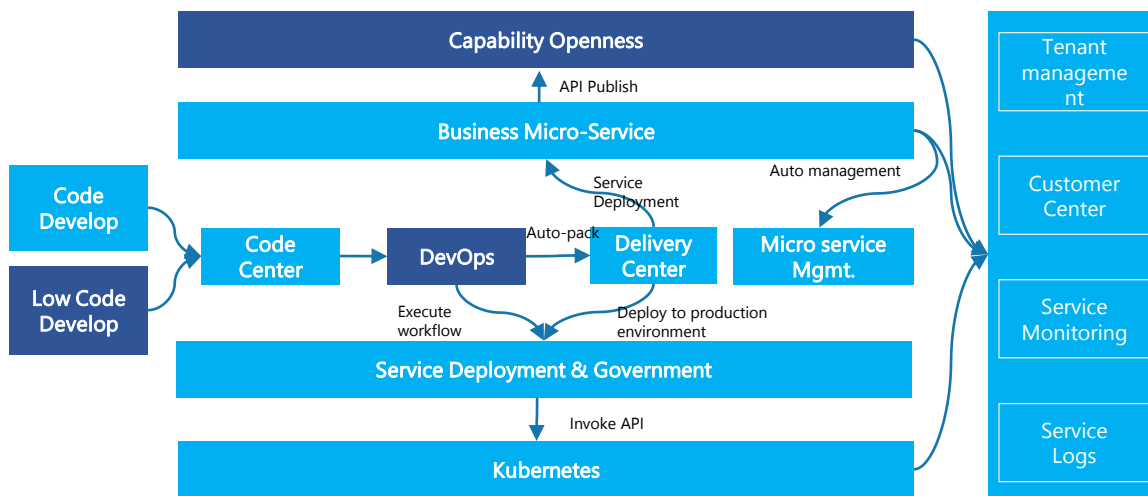 Capability Openness
API Publish
Business Micro-Service
Code
Develop
Low Code
Develop
Code
Center
DevOps
Auto-pack
Service
Deployment
Delivery
Center
Auto management
Micro service
Mgmt.
Execute
workflow
Deploy to production
environment
Service Deployment & Government
Invoke API
Kubernetes
Tenant
manageme
nt
Customer
Center
Service
Monitoring
Service
Logs